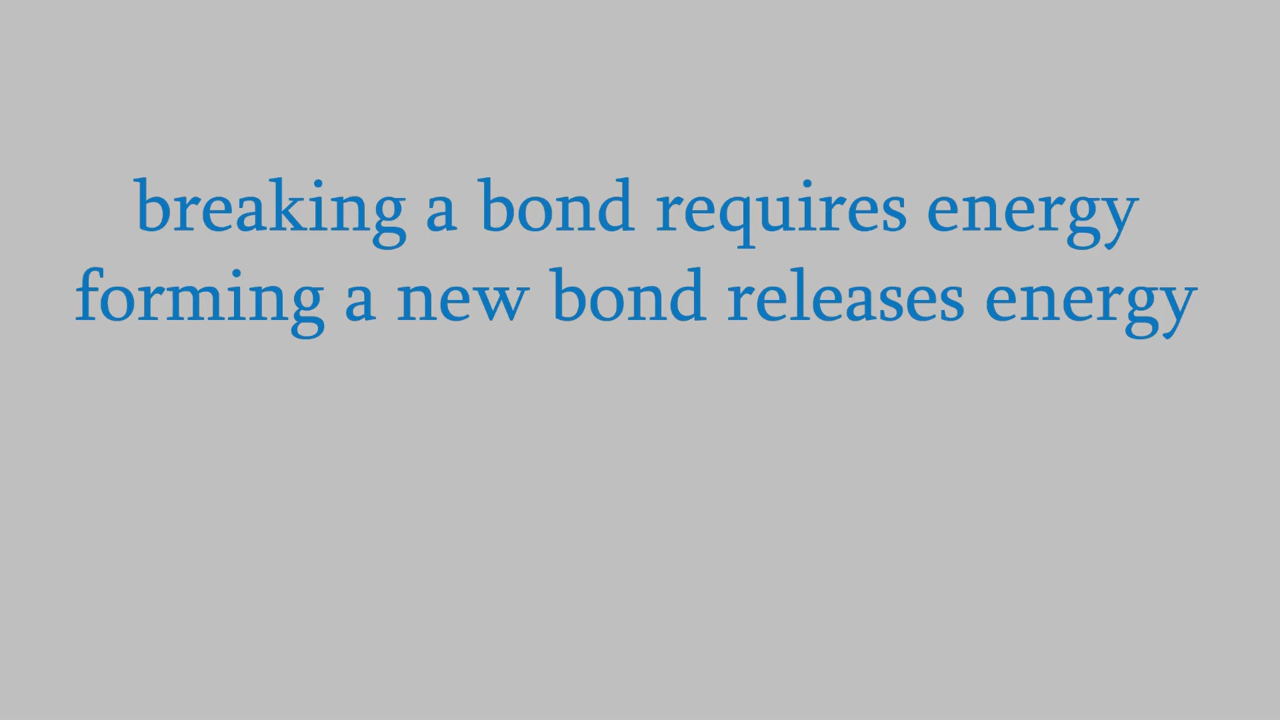 breaking a bond requires energy
forming a new bond releases energy